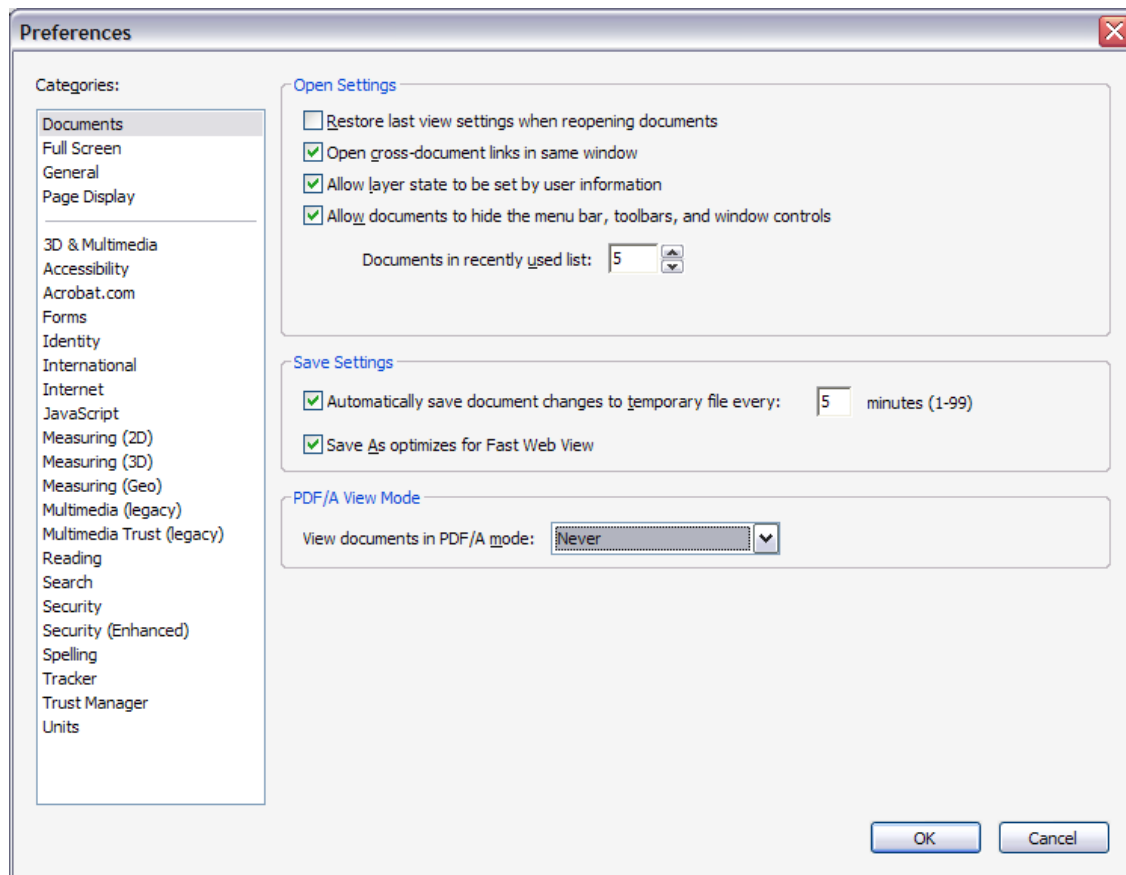 Preferences
Categories:
Documents
Full Screen
General
Page Display
3D & Multimedia
Accessibility
Acrobat.com
Forms
Identity
International
Internet
JavaScript
Measuring (2D)
Measuring (3D)
Measuring (Geo)
Multimedia (legacy)
Multimedia Trust (legacy)
Reading
Search
Security
Security (Enhanced)
Spelling
Tracker
Trust Manager
Units
Open Settings
Restore last view settings when reopening documents
Open cross-document links in same window
Allow layer state to be set by user information
Allow documents to hide the menu bar, toolbars, and window controls
Documents in recently used list: 5
Save Settings
Automatically save document changes to temporary file every: 5 minutes (1-99)
Save As optimizes for Fast Web View
PDF/A View Mode
View documents in PDF/A mode: Never
OK Cancel